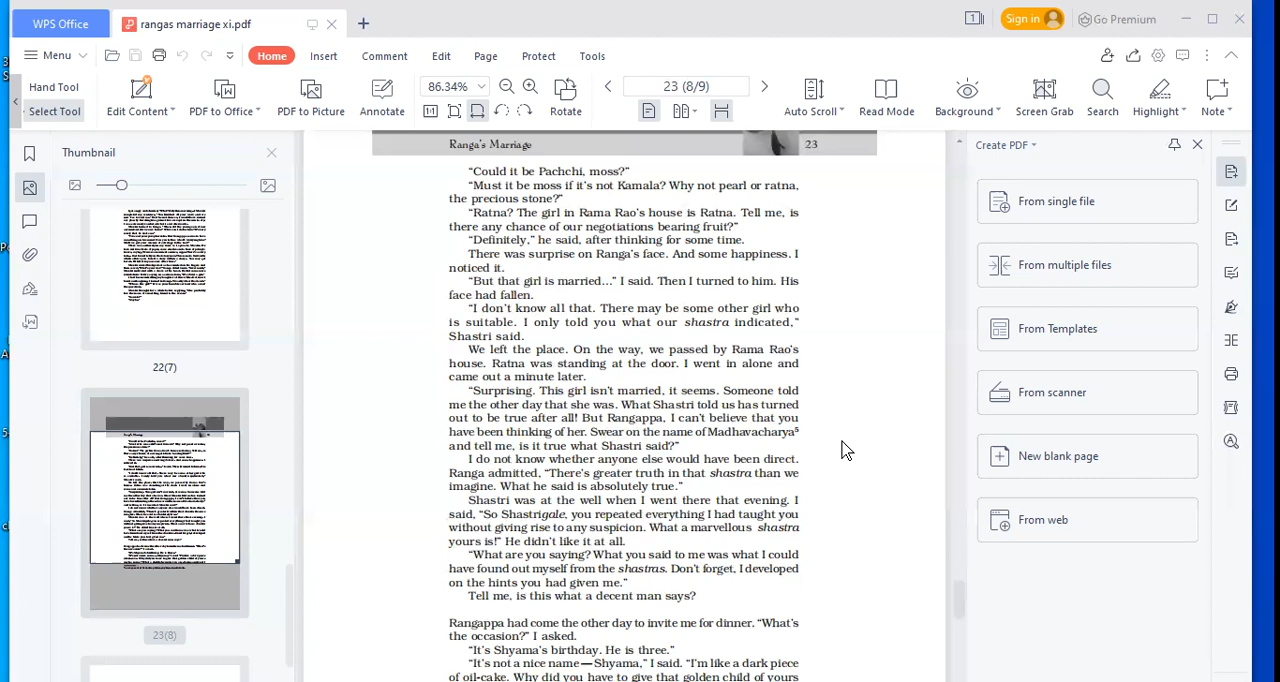 WPS Office
rangas marriage xi.pdf
Sign in
Go Premium
Menu
Home
Insert
Comment
Edit
Page
Protect
Tools
Hand Tool
Select Tool
Edit Content
PDF to Office
PDF to Picture
Annotate
86.34%
Rotate
23 (8/9)
Auto Scroll
Read Mode
Background
Screen Grab
Search
Highlight
Note
Thumbnail
22(7)
23(8)
Ranga's Marriage 23
“Could it be Pachchi, moss?”
“Must it be moss if it's not Kamala? Why not pearl or ratna,
the precious stone?”
“Ratna? The girl in Rama Rao's house is Ratna. Tell me, is
there any chance of our negotiations bearing fruit?”
“Definitely,” he said, after thinking for some time.
There was surprise on Ranga's face. And some happiness. I
noticed it.
“But that girl is married...” I said. Then I turned to him. His
face had fallen.
“I don't know all that. There may be some other girl who
is suitable. I only told you what our shastra indicated,”
Shastri said.
We left the place. On the way, we passed by Rama Rao's
house. Ratna was standing at the door. I went in alone and
came out a minute later.
“Surprising. This girl isn't married, it seems. Someone told
me the other day that she was. What Shastri told us has turned
out to be true after all! But Rangappa, I can't believe that you
have been thinking of her. Swear on the name of Madhavacharya⁵
and tell me, is it true what Shastri said?”
I do not know whether anyone else would have been direct.
Ranga admitted, “There's greater truth in that shastra than we
imagine. What he said is absolutely true.”
Shastri was at the well when I went there that evening. I
said, “So Shastrigale, you repeated everything I had taught you
without giving rise to any suspicion. What a marvellous shastra
yours is!” He didn't like it at all.
“What are you saying? What you said to me was what I could
have found out myself from the shastras. Don't forget, I developed
on the hints you had given me.”
Tell me, is this what a decent man says?
Rangappa had come the other day to invite me for dinner. “What's
the occasion?” I asked.
“It's Shyama's birthday. He is three.”
“It's not a nice name — Shyama,” I said. “I'm like a dark piece
of oil-cake. Why did you have to give that golden child of yours
Create PDF
From single file
From multiple files
From Templates
From scanner
New blank page
From web